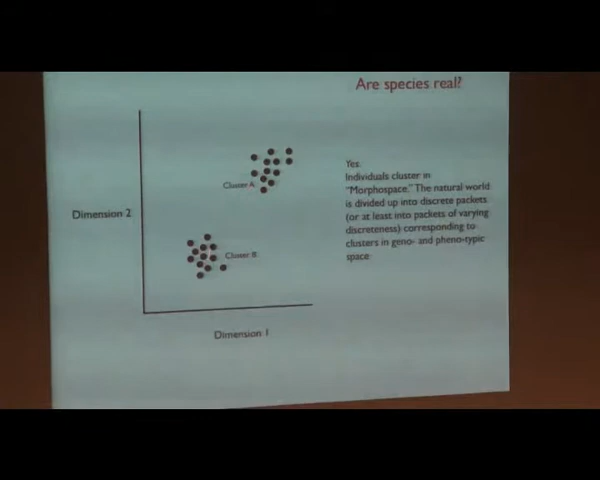 Are species real?
Yes.
Individuals cluster in
"Morphospace." The natural world
is divided up into discrete packets
(or at least into packets of varying
discreteness) corresponding to
clusters in geno- and pheno-typic
space
Cluster A
Dimension 2
Cluster B
Dimension 1